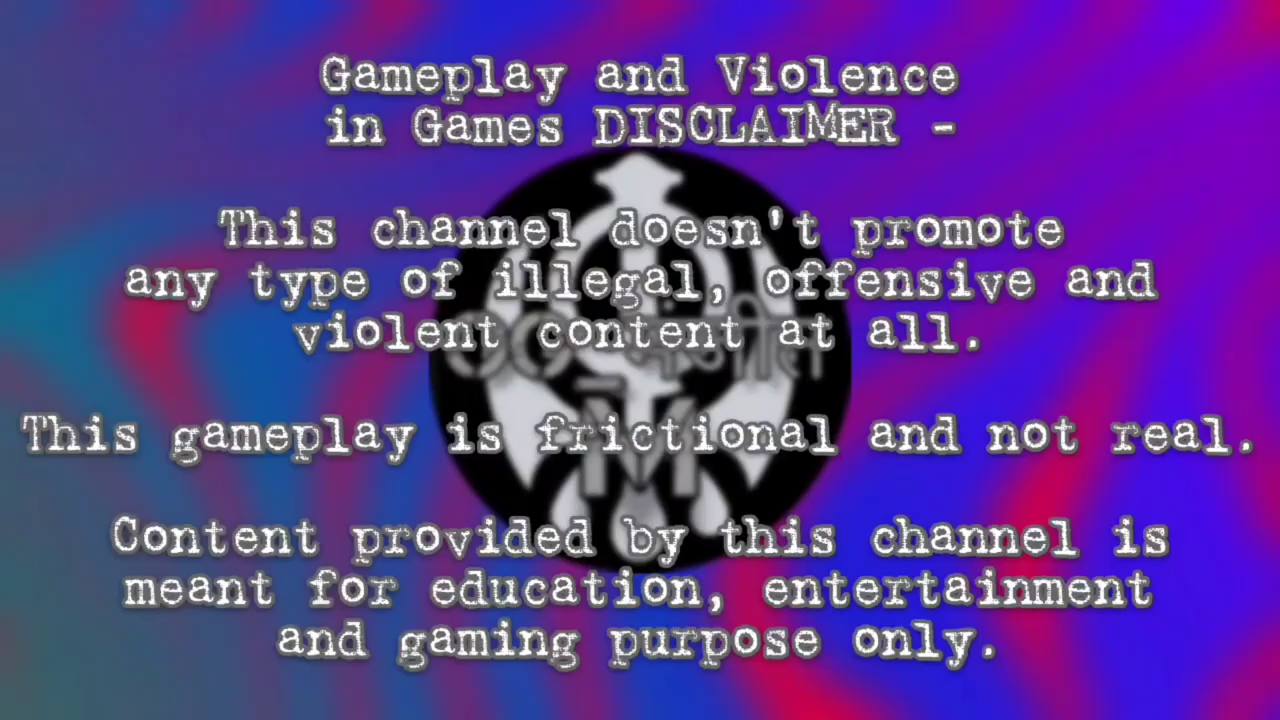 Gameplay and Violence
in Games DISCLAIMER -
This channel doesn't promote
any type of illegal, offensive and
violent content at all.
This gameplay is frictional and not real.
Content provided by this channel is
meant for education, entertainment
and gaming purpose only.